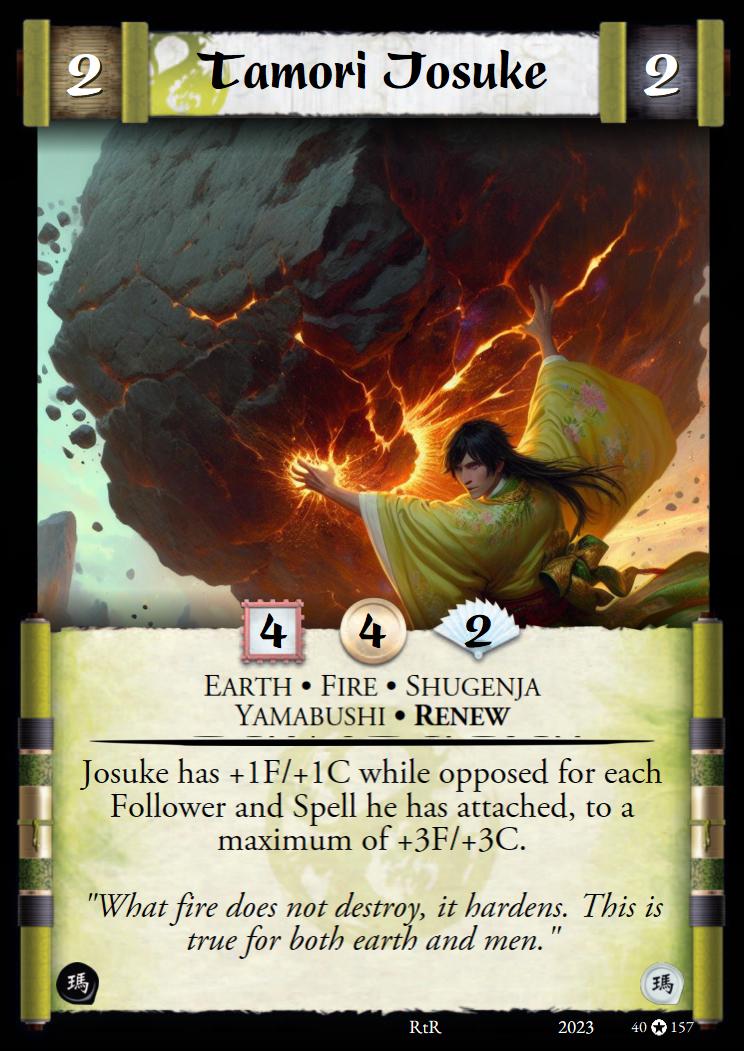 2 Tamori Josuke 2
4 4 2
EARTH • FIRE • SHUGENJA
YAMABUSHI • RENEW
Josuke has +1F/+1C while opposed for each
Follower and Spell he has attached, to a
maximum of +3F/+3C.
"What fire does not destroy, it hardens. This is
true for both earth and men."
瑪 瑪
RtR 2023 40 157